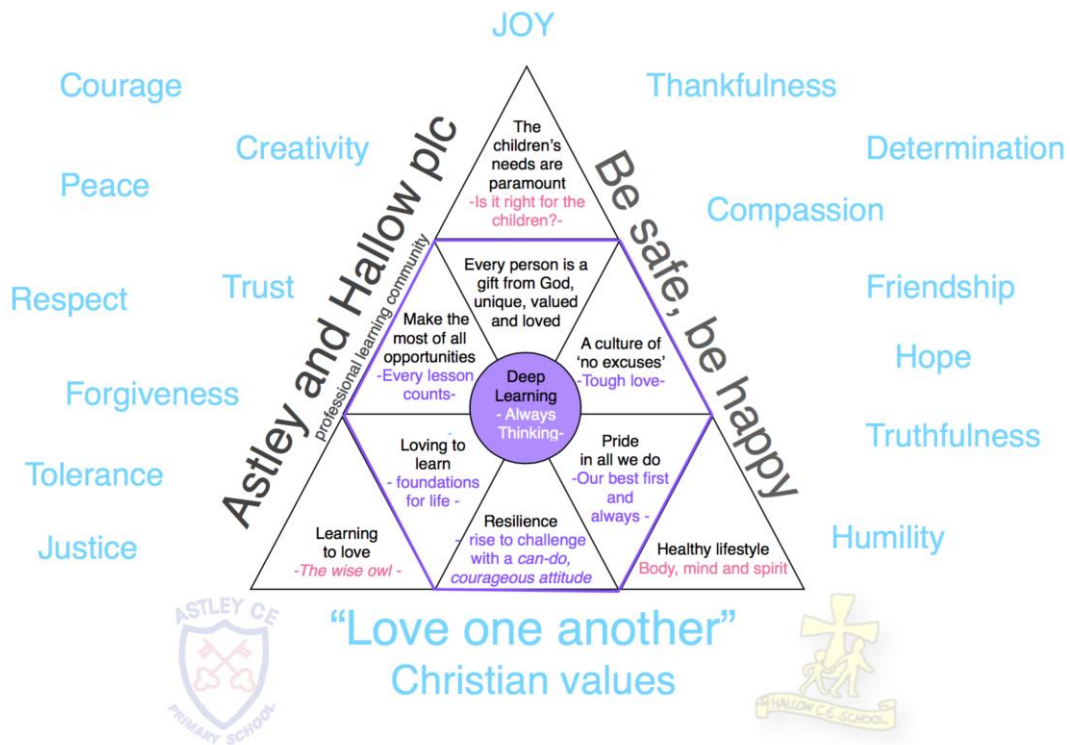 JOY
Courage
Thankfulness
Creativity
Determination
Peace
Compassion
Respect
Trust
Friendship
Hope
Forgiveness
Truthfulness
Tolerance
Justice
Humility
Astley and Hallow plc
professional learning community
Be safe, be happy
The
children's
needs are
paramount
-Is it right for the
children?-
Every person is a
gift from God,
unique, valued
and loved
Make the
most of all
opportunities
-Every lesson
counts-
A culture of
'no excuses'
-Tough love-
Deep
Learning
- Always
Thinking-
-
Loving to
learn
- foundations
for life -
Pride
in all we do
-Our best first
and
always -
Learning
to love
-The wise owl -
Resilience
- rise to challenge
with a can-do,
courageous attitude
Healthy lifestyle
Body, mind and spirit
"Love one another"
Christian values
ASTLEY CE
PRIMARY SCHOOL
HALLOW C.E. SCHOOL